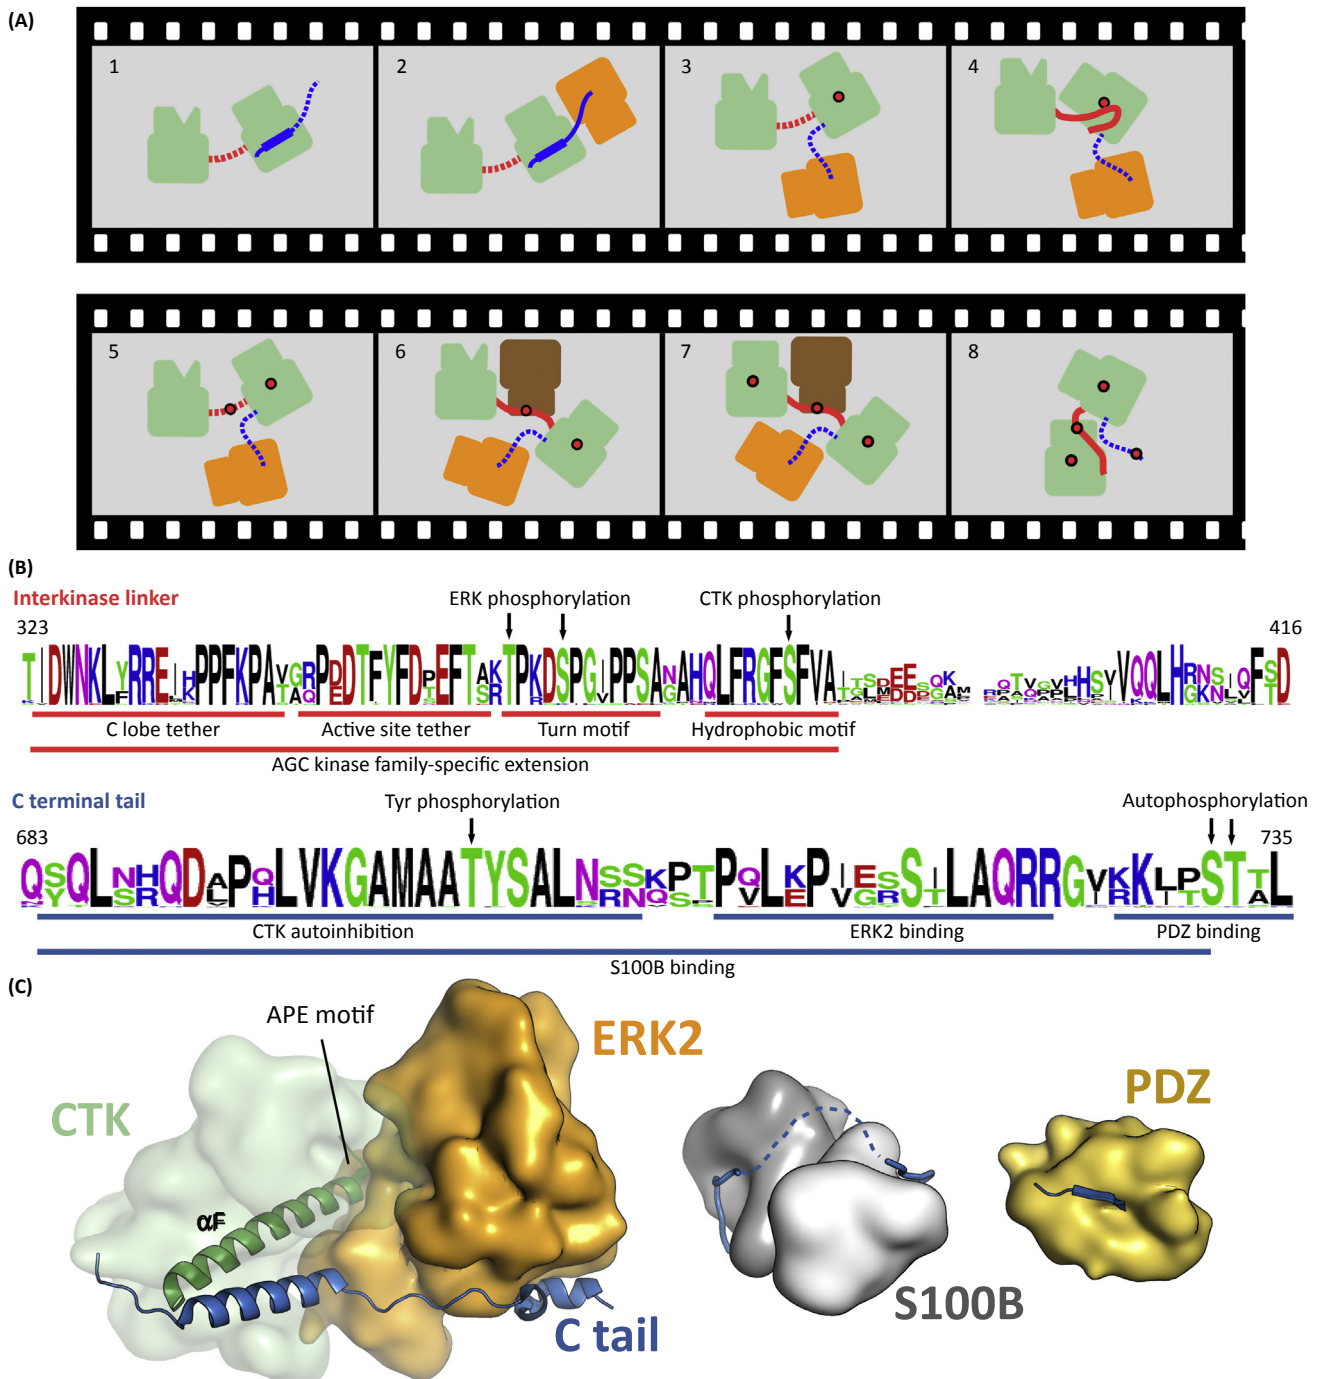 (A)
1 2 3 4
5 6 7 8
(B)
Interkinase linker
ERK phosphorylation CTK phosphorylation
323 416
TIDWNKLYRREIHPPFKPAVGRPDDTFYFDPEFTAKTPKDSPGIPPSANAHQLFRGFSFVA
C lobe tether Active site tether Turn motif Hydrophobic motif
AGC kinase family-specific extension
C terminal tail
Tyr phosphorylation Autophosphorylation
683 735
QSQLNHQDAPQLVKGAMAATYSALNSSKPTPQLKPIESSILAQRRGVKKLPSTTL
CTK autoinhibition ERK2 binding PDZ binding
S100B binding
(C)
APE motif
ERK2
CTK
PDZ
αF
S100B
C tail